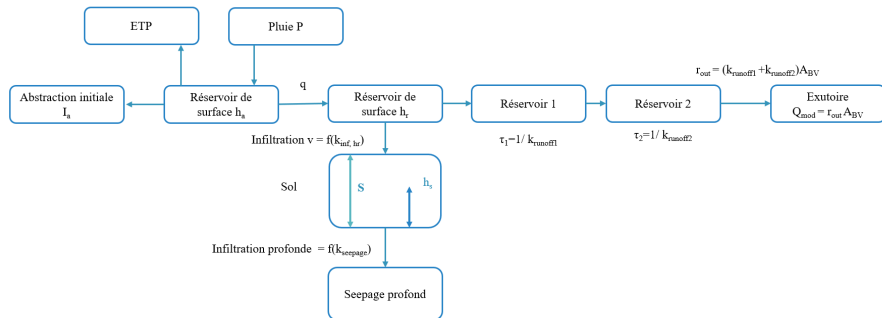 ETP
Pluie P
r_out = (k_runoff1 +k_runoff2)A_BV
q
Abstraction initiale
I_a
Réservoir de
surface h_a
Réservoir de
surface h_r
Réservoir 1
Réservoir 2
Exutoire
Q_mod = r_out A_BV
Infiltration v = f(k_inf, hr)
τ_1=1/ k_runoff1
τ_2=1/ k_runoff2
Sol
S
h_s
Infiltration profonde = f(k_seepage)
Seepage profond